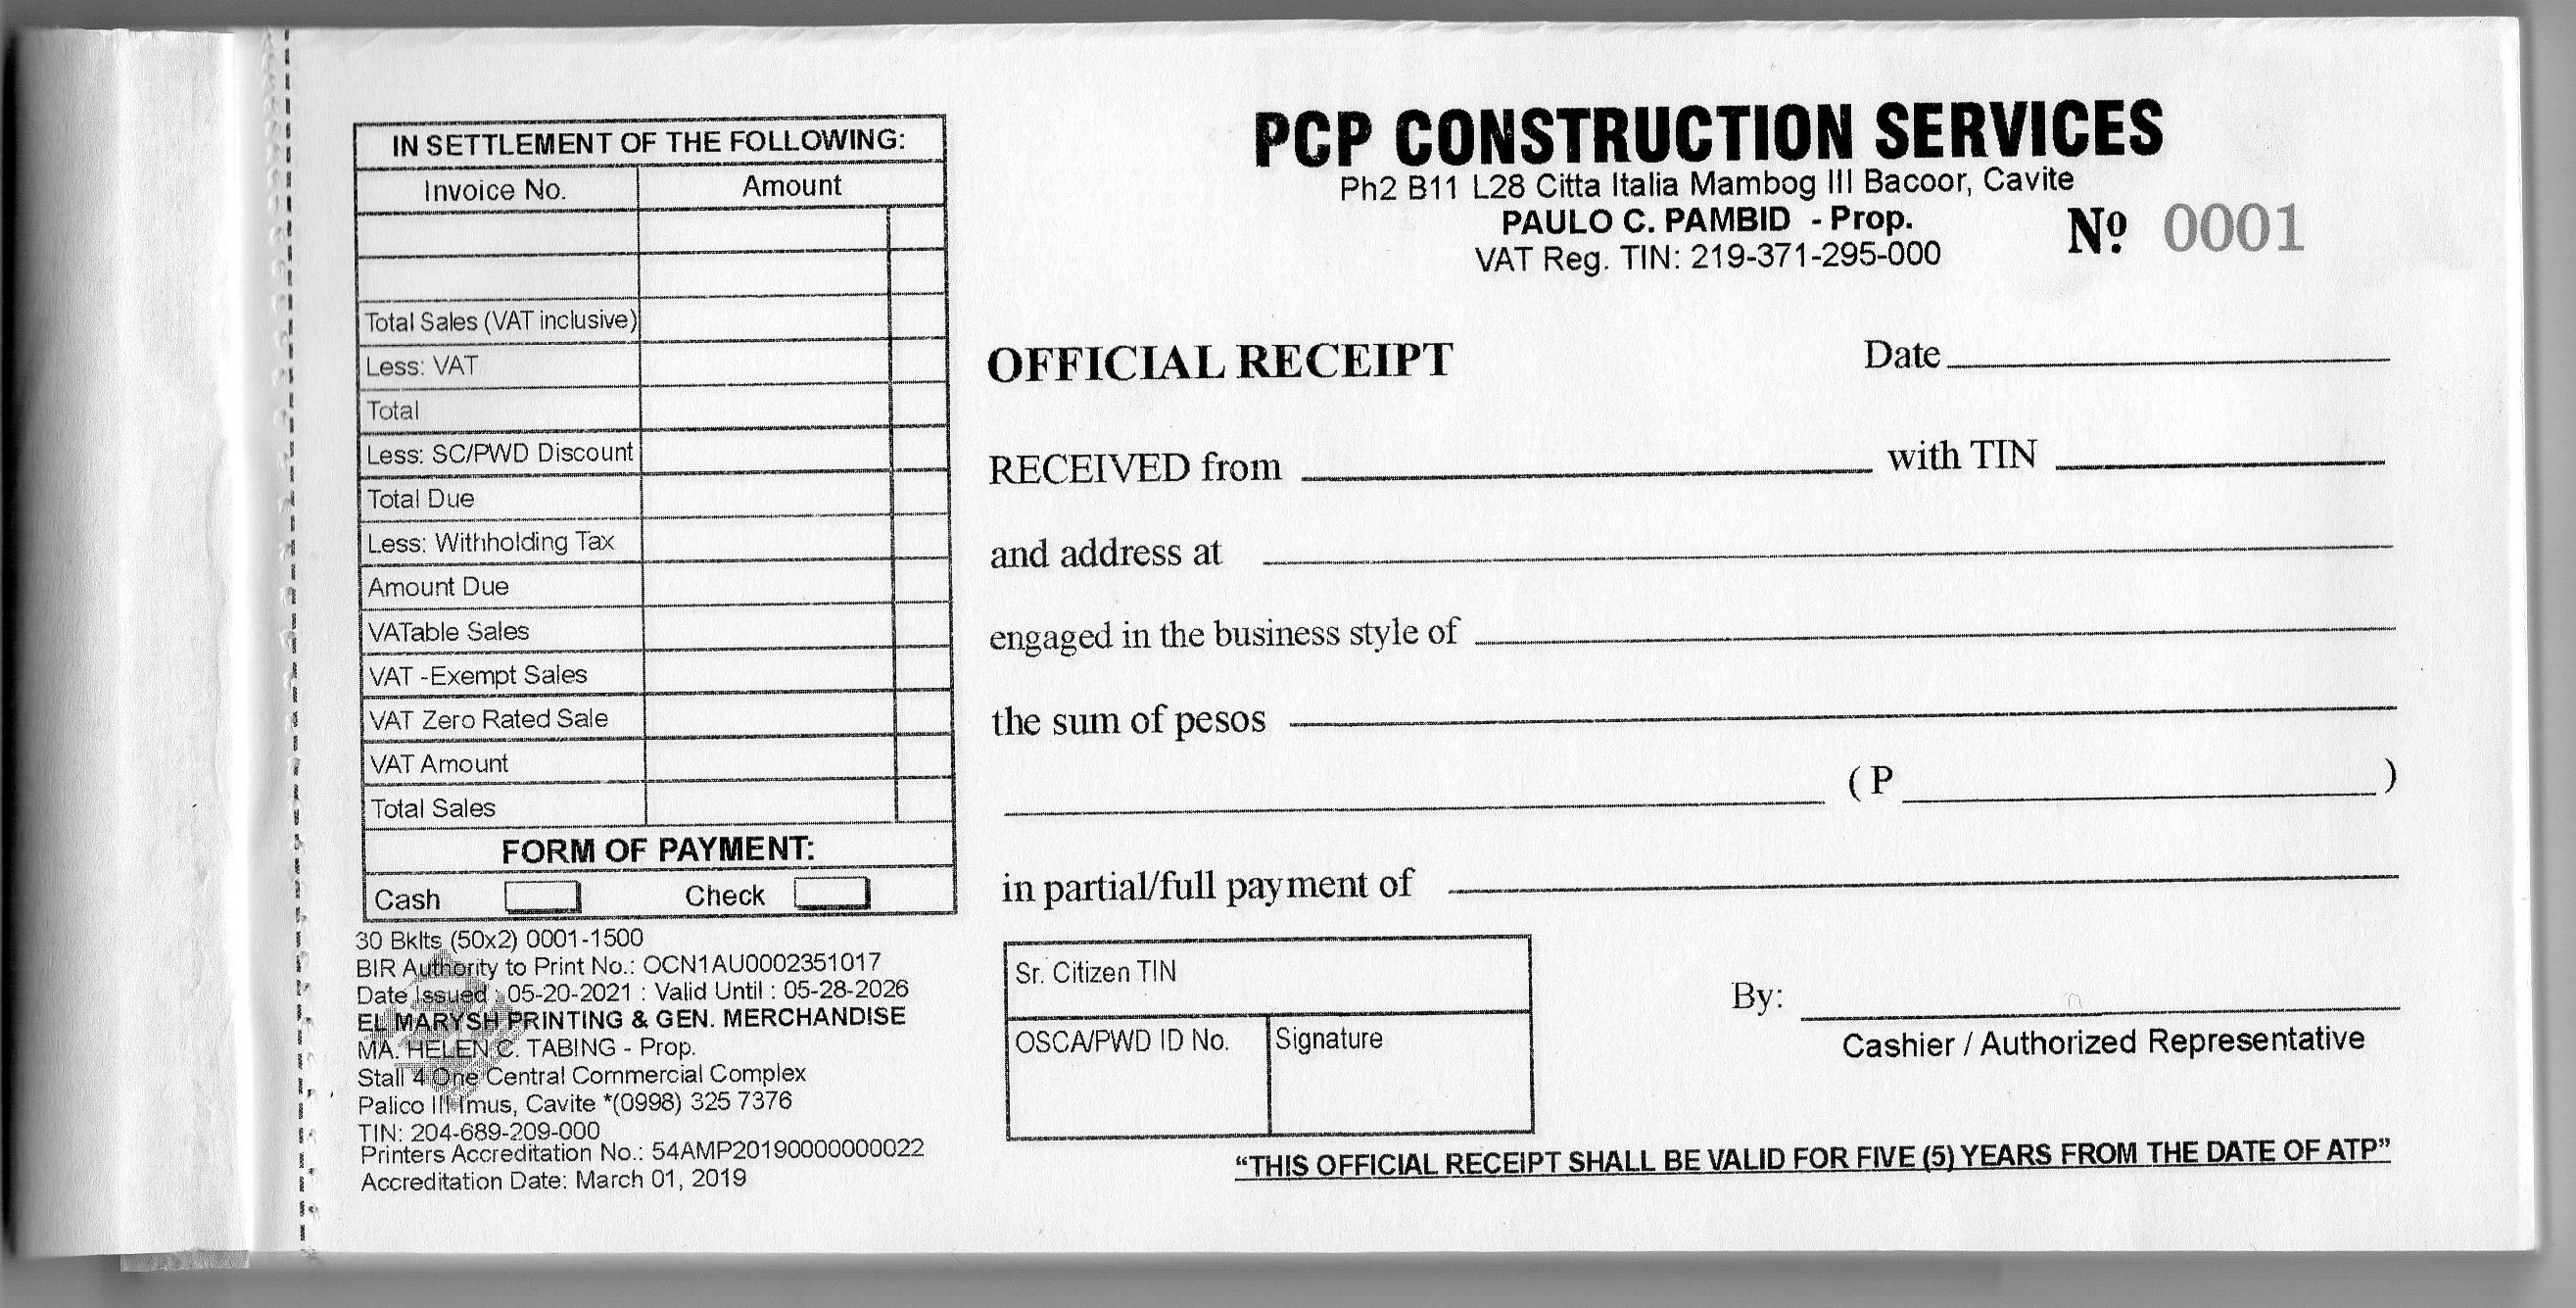 IN SETTLEMENT OF THE FOLLOWING:
Invoice No. Amount
Total Sales (VAT inclusive)
Less: VAT
Total
Less: SC/PWD Discount
Total Due
Less: Withholding Tax
Amount Due
VATable Sales
VAT -Exempt Sales
VAT Zero Rated Sale
VAT Amount
Total Sales
FORM OF PAYMENT:
Cash Check
30 Bklts (50x2) 0001-1500
BIR Authority to Print No.: OCN1AU0002351017
Date Issued : 05-20-2021 : Valid Until : 05-28-2026
EL MARYSH PRINTING & GEN. MERCHANDISE
MA. HELEN C. TABING - Prop.
Stall 4 One Central Commercial Complex
Palico III Imus, Cavite *(0998) 325 7376
TIN: 204-689-209-000
Printers Accreditation No.: 54AMP20190000000022
Accreditation Date: March 01, 2019
PCP CONSTRUCTION SERVICES
Ph2 B11 L28 Citta Italia Mambog III Bacoor, Cavite
PAULO C. PAMBID - Prop.
VAT Reg. TIN: 219-371-295-000
Nº 0001
OFFICIAL RECEIPT Date
RECEIVED from with TIN
and address at
engaged in the business style of
the sum of pesos
( P )
in partial/full payment of
Sr. Citizen TIN
OSCA/PWD ID No. Signature
By:
Cashier / Authorized Representative
“THIS OFFICIAL RECEIPT SHALL BE VALID FOR FIVE (5) YEARS FROM THE DATE OF ATP”